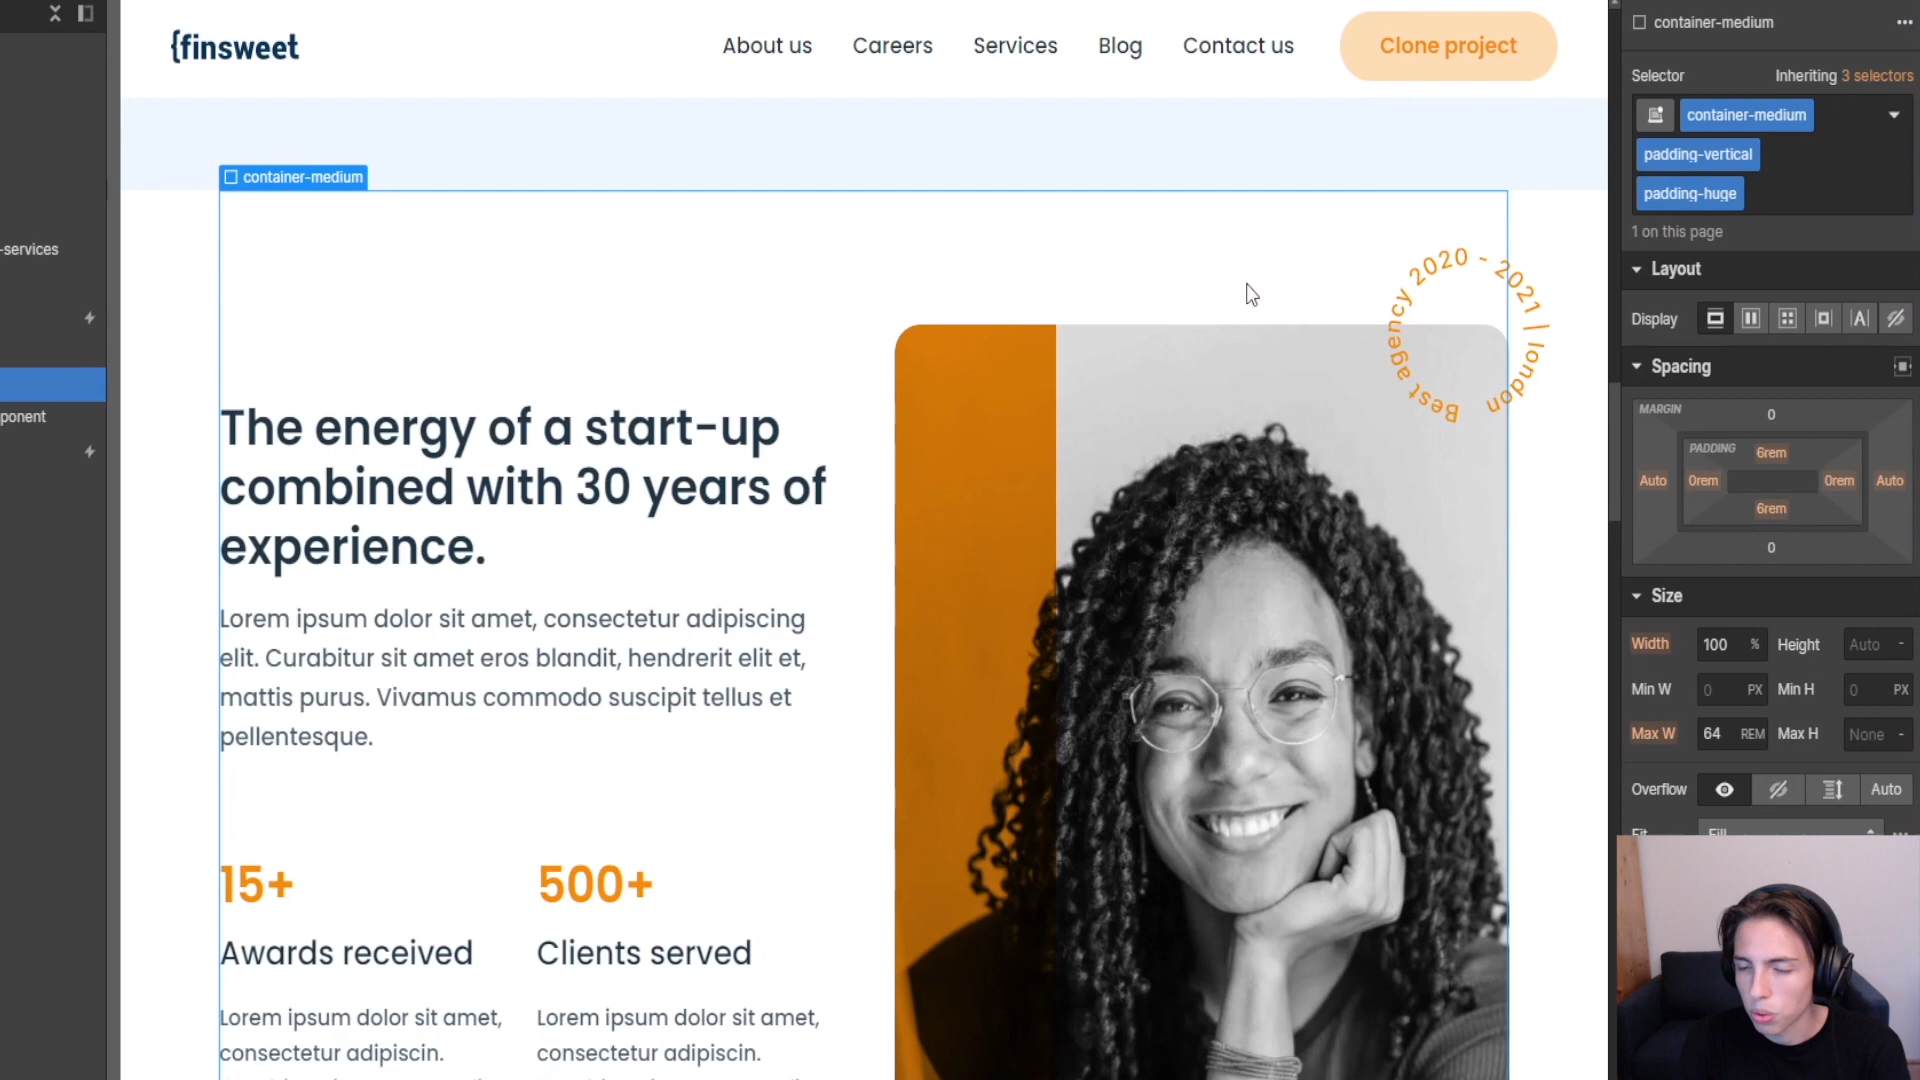 {finsweet
About us
Careers
Services
Blog
Contact us
Clone project
container-medium
Best agency 2020 - 2021 | london
The energy of a start-up
combined with 30 years of
experience.
Lorem ipsum dolor sit amet, consectetur adipiscing
elit. Curabitur sit amet eros blandit, hendrerit elit et,
mattis purus. Vivamus commodo suscipit tellus et
pellentesque.
15+
500+
Awards received
Clients served
Lorem ipsum dolor sit amet,
consectetur adipiscin.
Lorem ipsum dolor sit amet,
consectetur adipiscin.
-services
ponent
container-medium
Selector
Inheriting 3 selectors
container-medium
padding-vertical
padding-huge
1 on this page
Layout
Display
Spacing
MARGIN
0
PADDING
6rem
Auto
0rem
0rem
Auto
6rem
0
Size
Width
100 %
Height
Auto -
Min W
0 PX
Min H
0 PX
Max W
64 REM
Max H
None -
Overflow
Auto
Fit
Fill